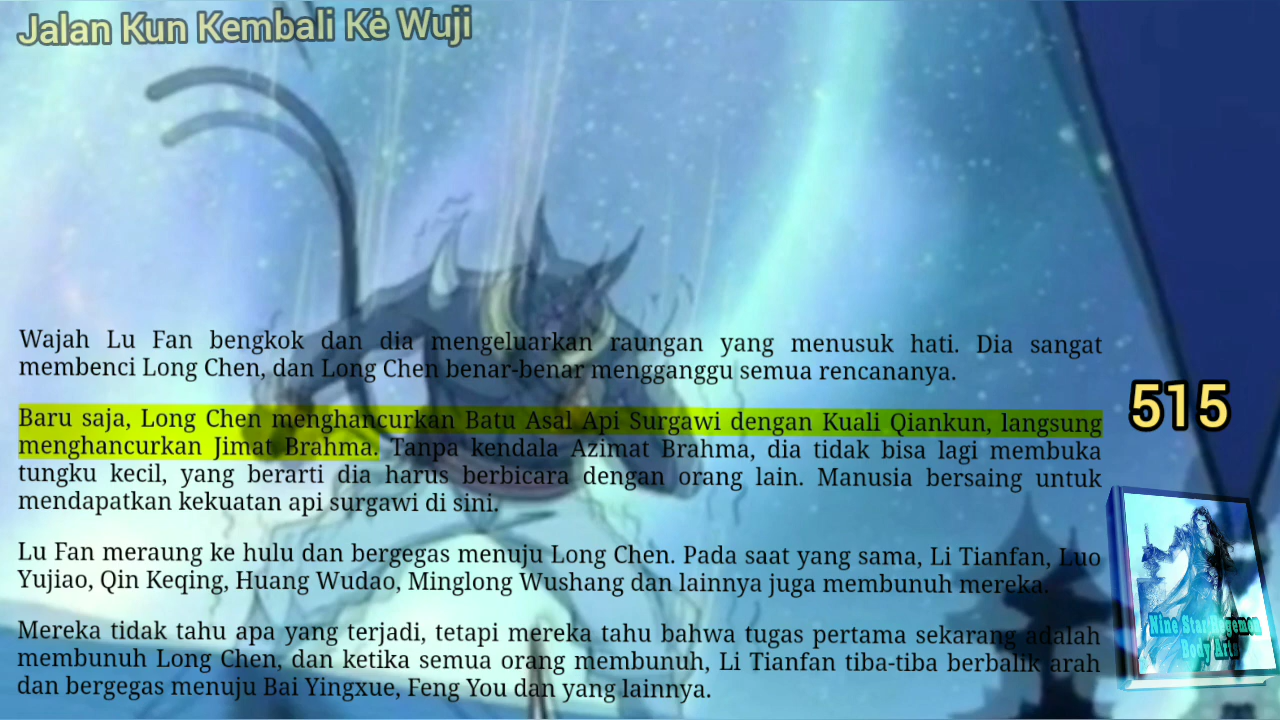 Jalan Kun Kembali Kė Wuji
Wajah Lu Fan bengkok dan dia mengeluarkan raungan yang menusuk hati. Dia sangat
membenci Long Chen, dan Long Chen benar-benar mengganggu semua rencananya.
Baru saja, Long Chen menghancurkan Batu Asal Api Surgawi dengan Kuali Qiankun, langsung
menghancurkan Jimat Brahma. Tanpa kendala Azimat Brahma, dia tidak bisa lagi membuka
tungku kecil, yang berarti dia harus berbicara dengan orang lain. Manusia bersaing untuk
mendapatkan kekuatan api surgawi di sini.
Lu Fan meraung ke hulu dan bergegas menuju Long Chen. Pada saat yang sama, Li Tianfan, Luo
Yujiao, Qin Keqing, Huang Wudao, Minglong Wushang dan lainnya juga membunuh mereka.
Mereka tidak tahu apa yang terjadi, tetapi mereka tahu bahwa tugas pertama sekarang adalah
membunuh Long Chen, dan ketika semua orang membunuh, Li Tianfan tiba-tiba berbalik arah
dan bergegas menuju Bai Yingxue, Feng You dan yang lainnya.
515
Nine Star Hegemon
Body Arts